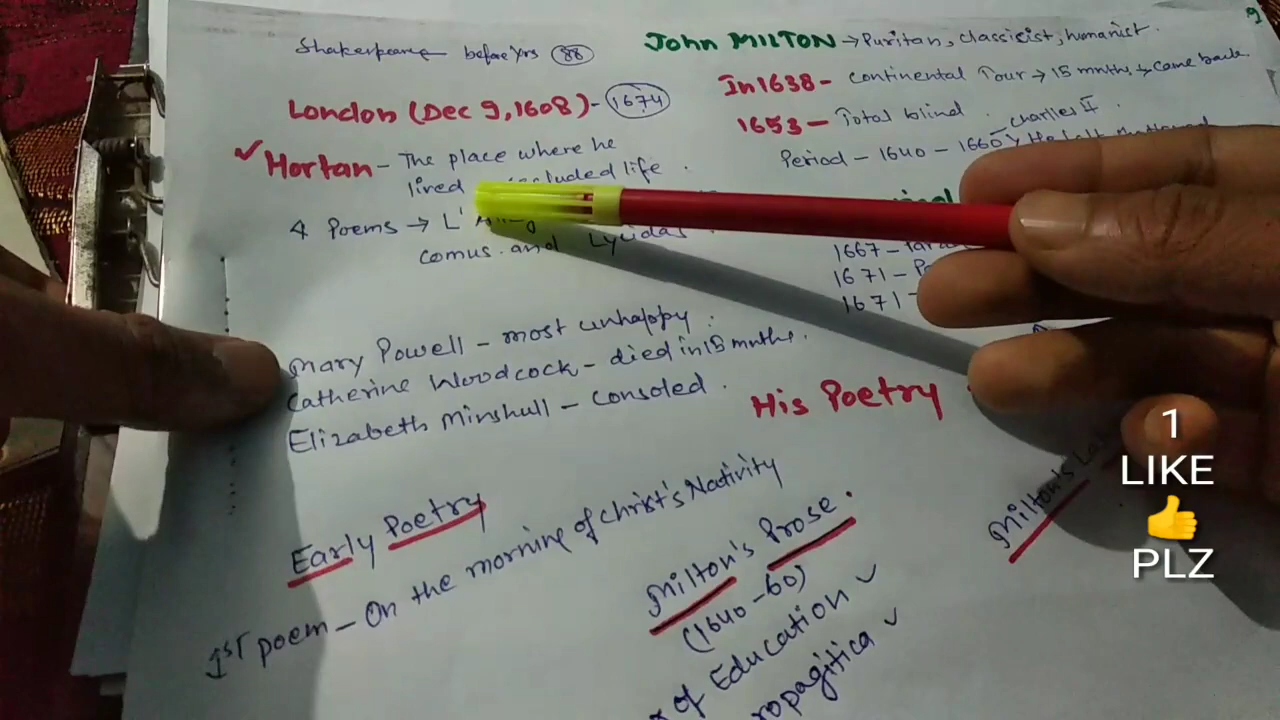 9
Shakerpeare before yrs 88
JOHN MILTON → Puritan, classicist, humanist.
London (Dec 9, 1608) - 1674
In 1638 - Continental Tour → 15 mnths → Came back
1653 - Total blind.
Charlies II
Hortan - The place where he
lived life.
Period - 1640 - 1660
4 Poems → L'
comus. and Lycidas.
1667 -
1671 -
1671 -
Mary Powell - most unhappy.
Catherine Woodcock - died in 15 mnths.
Elizabeth Minshull - Consoled.
His Poetry
Early Poetry
1st poem - On the morning of Christ's Nativity
Milton's Prose.
(1640-60)
of Education ✓
Milton's
1
LIKE
👍
PLZ